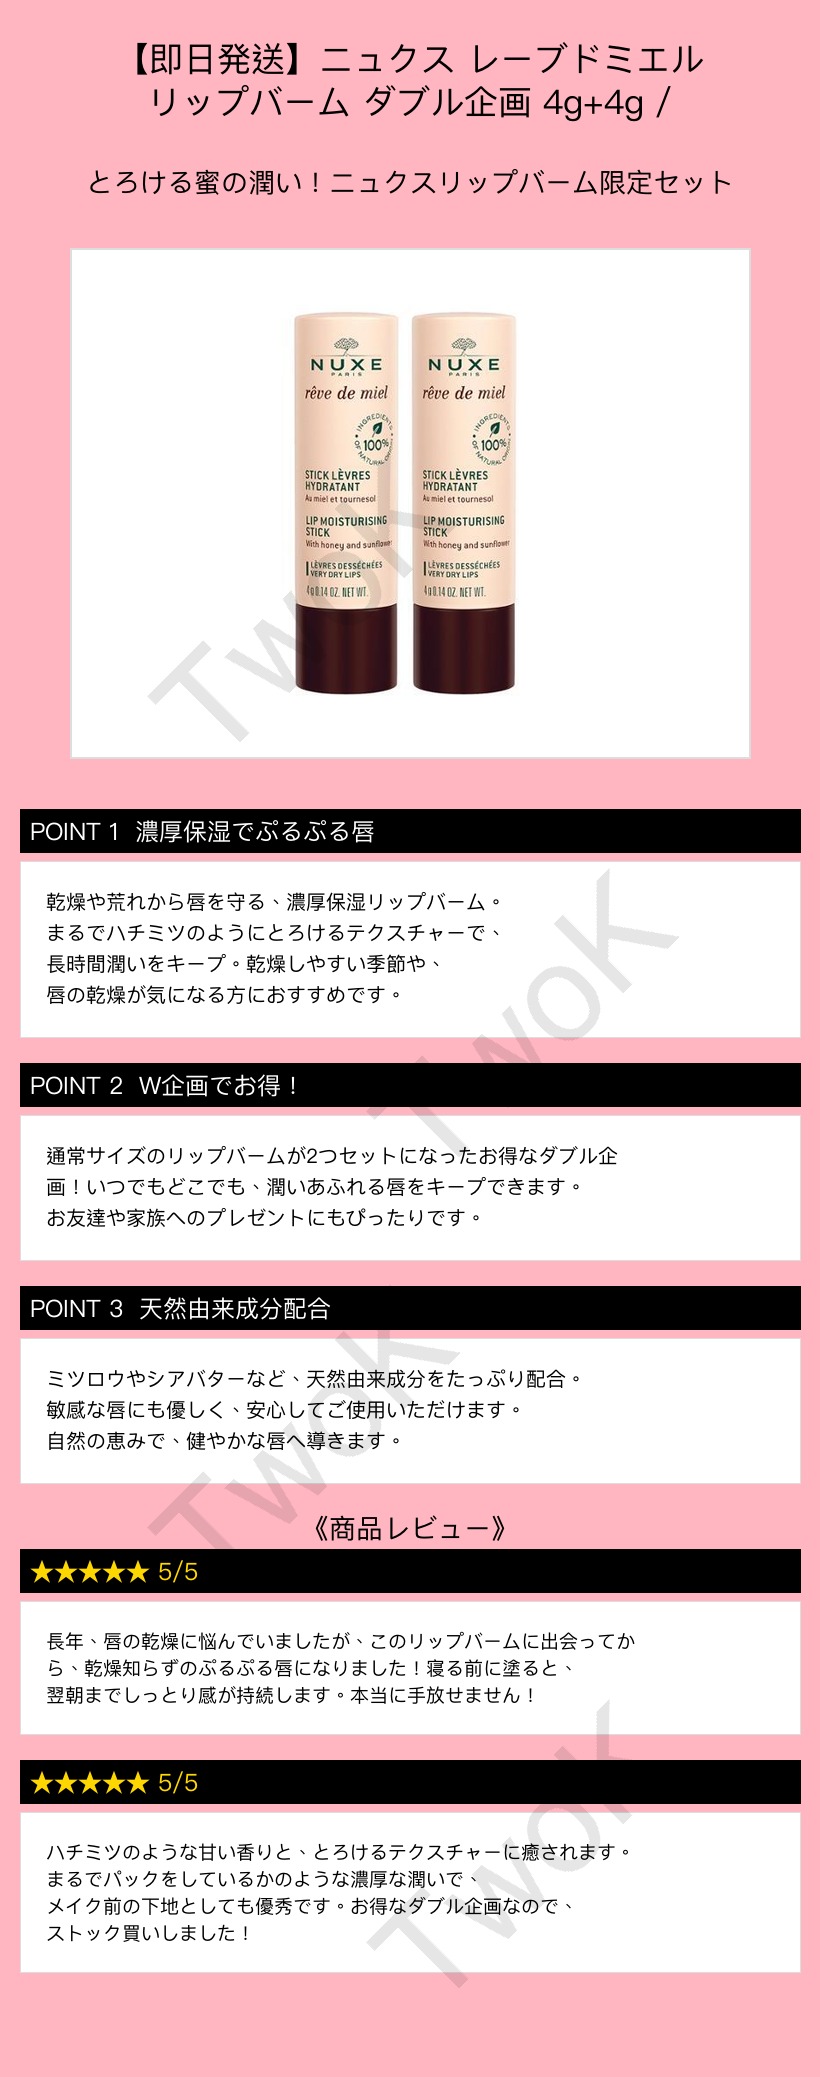 【即日発送】ニュクス レーブドミエル
リップバーム ダブル企画 4g+4g /
とろける蜜の潤い！ニュクスリップバーム限定セット
NUXE
PARIS
rêve de miel
INGREDIENTS
100%
OF NATURAL ORIGIN
STICK LÈVRES
HYDRATANT
Au miel et tournesol
LIP MOISTURISING
STICK
With honey and sunflower
LÈVRES DESSÉCHÉES
VERY DRY LIPS
4g 0.14 OZ. NET WT.
NUXE
PARIS
rêve de miel
INGREDIENTS
100%
OF NATURAL ORIGIN
STICK LÈVRES
HYDRATANT
Au miel et tournesol
LIP MOISTURISING
STICK
With honey and sunflower
LÈVRES DESSÉCHÉES
VERY DRY LIPS
4g 0.14 OZ. NET WT.
TwoK
POINT 1 濃厚保湿でぷるぷる唇
乾燥や荒れから唇を守る、濃厚保湿リップバーム。
まるでハチミツのようにとろけるテクスチャーで、
長時間潤いをキープ。乾燥しやすい季節や、
唇の乾燥が気になる方におすすめです。
TwoK
POINT 2 W企画でお得！
通常サイズのリップバームが2つセットになったお得なダブル企
画！いつでもどこでも、潤いあふれる唇をキープできます。
お友達や家族へのプレゼントにもぴったりです。
POINT 3 天然由来成分配合
ミツロウやシアバターなど、天然由来成分をたっぷり配合。
敏感な唇にも優しく、安心してご使用いただけます。
自然の恵みで、健やかな唇へ導きます。
TwoK
《商品レビュー》
★★★★★ 5/5
長年、唇の乾燥に悩んでいましたが、このリップバームに出会ってか
ら、乾燥知らずのぷるぷる唇になりました！寝る前に塗ると、
翌朝までしっとり感が持続します。本当に手放せません！
★★★★★ 5/5
ハチミツのような甘い香りと、とろけるテクスチャーに癒されます。
まるでパックをしているかのような濃厚な潤いで、
メイク前の下地としても優秀です。お得なダブル企画なので、
ストック買いしました！
TwoK